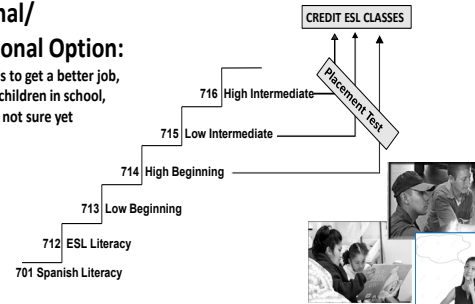 nal/
onal Option:
s to get a better job,
children in school,
not sure yet
CREDIT ESL CLASSES
Placement Test
716 High Intermediate
715 Low Intermediate
714 High Beginning
713 Low Beginning
712 ESL Literacy
701 Spanish Literacy